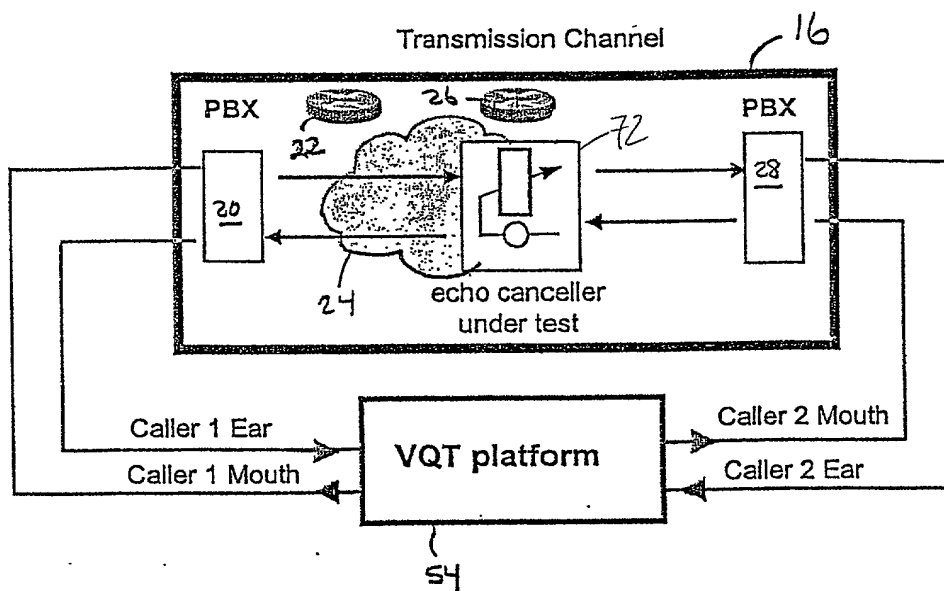 Transmission Channel
16
PBX
22
26
PBX
72
20
28
24
echo canceller
under test
Caller 1 Ear
Caller 1 Mouth
VQT platform
Caller 2 Mouth
Caller 2 Ear
54